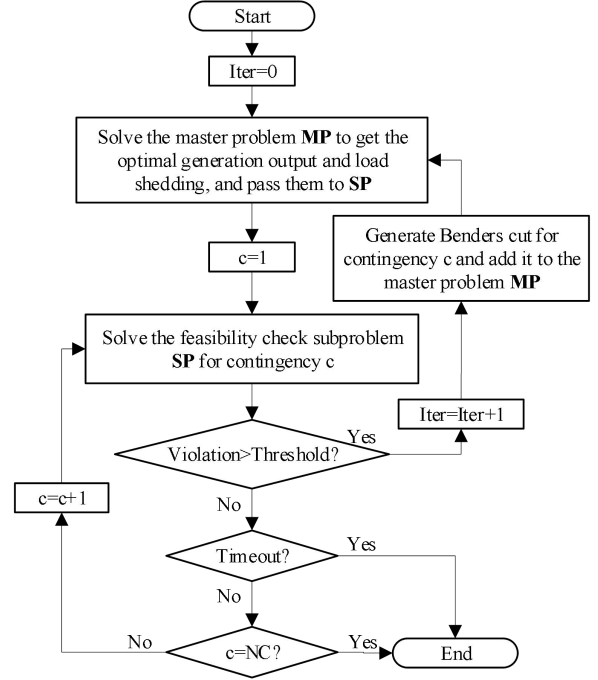 Start
Iter=0
Solve the master problem MP to get the
optimal generation output and load
shedding, and pass them to SP
Generate Benders cut for
contingency c and add it to the
master problem MP
c=1
Solve the feasibility check subproblem
SP for contingency c
Iter=Iter+1
Yes
Violation>Threshold?
c=c+1
No
Timeout?
Yes
No
No
c=NC?
Yes
End